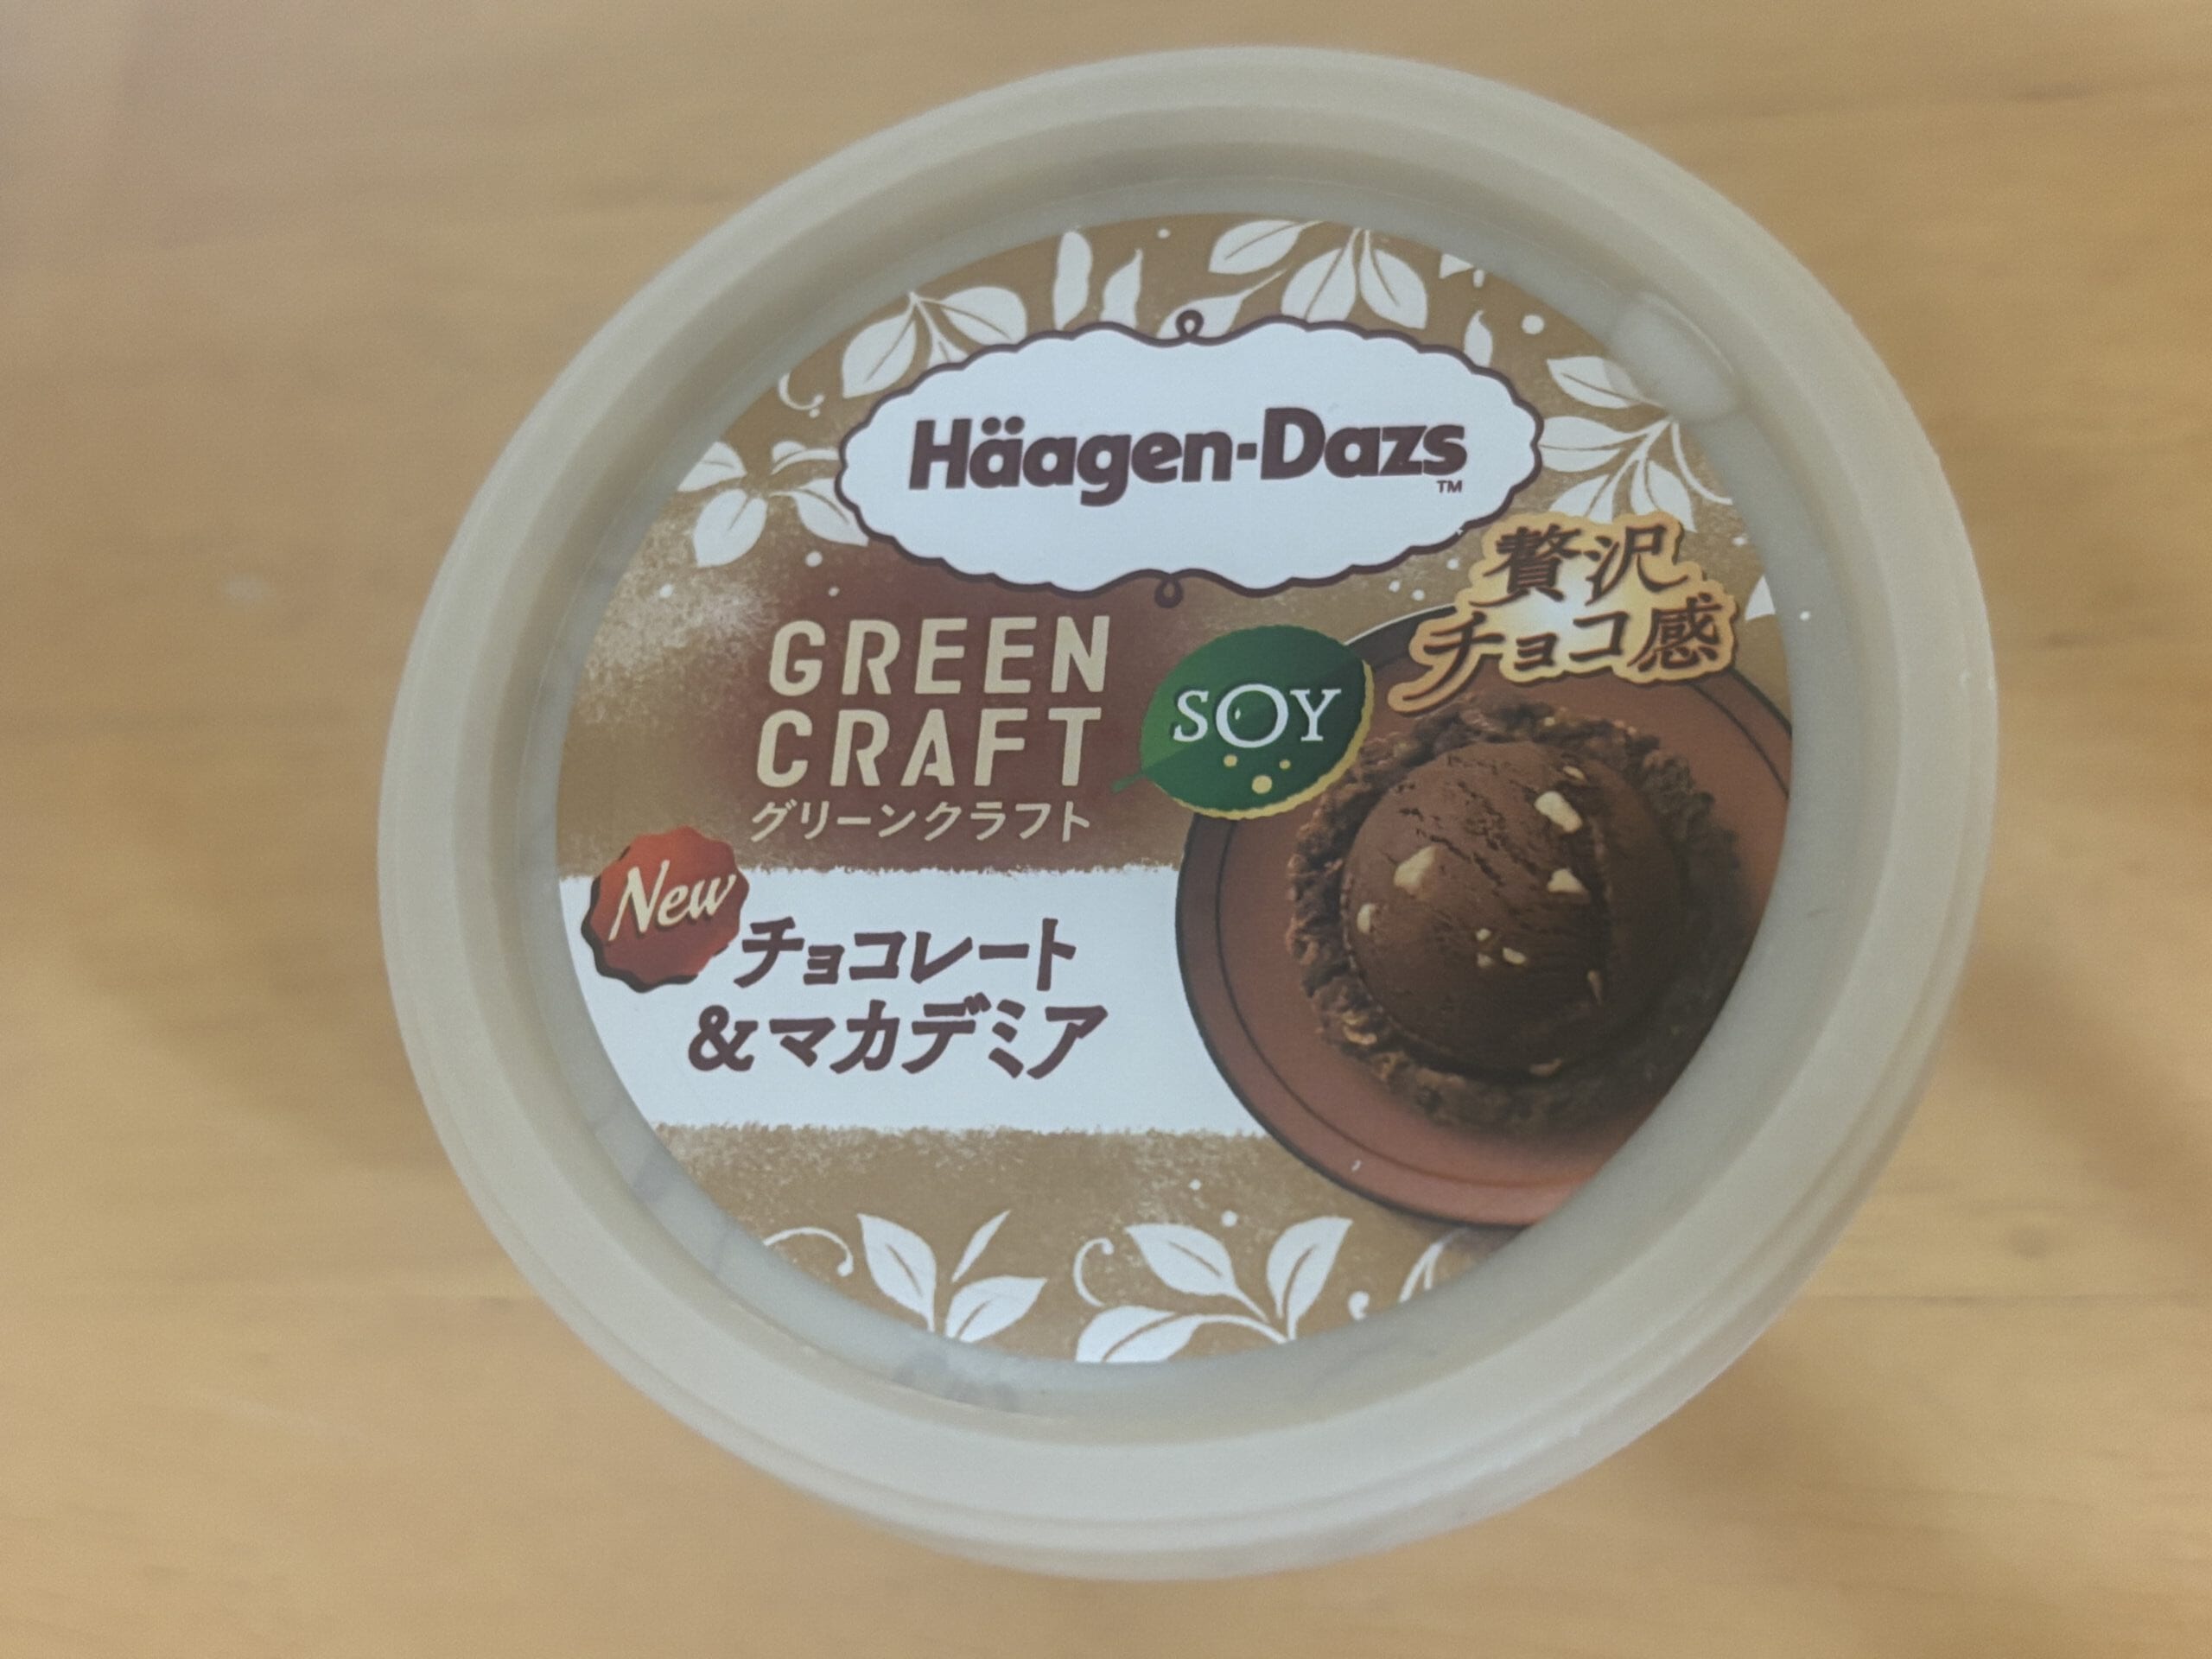 Häagen-Dazs
TM
贅沢
チョコ感
GREEN
CRAFT
グリーンクラフト
SOY
New
チョコレート
&マカデミア